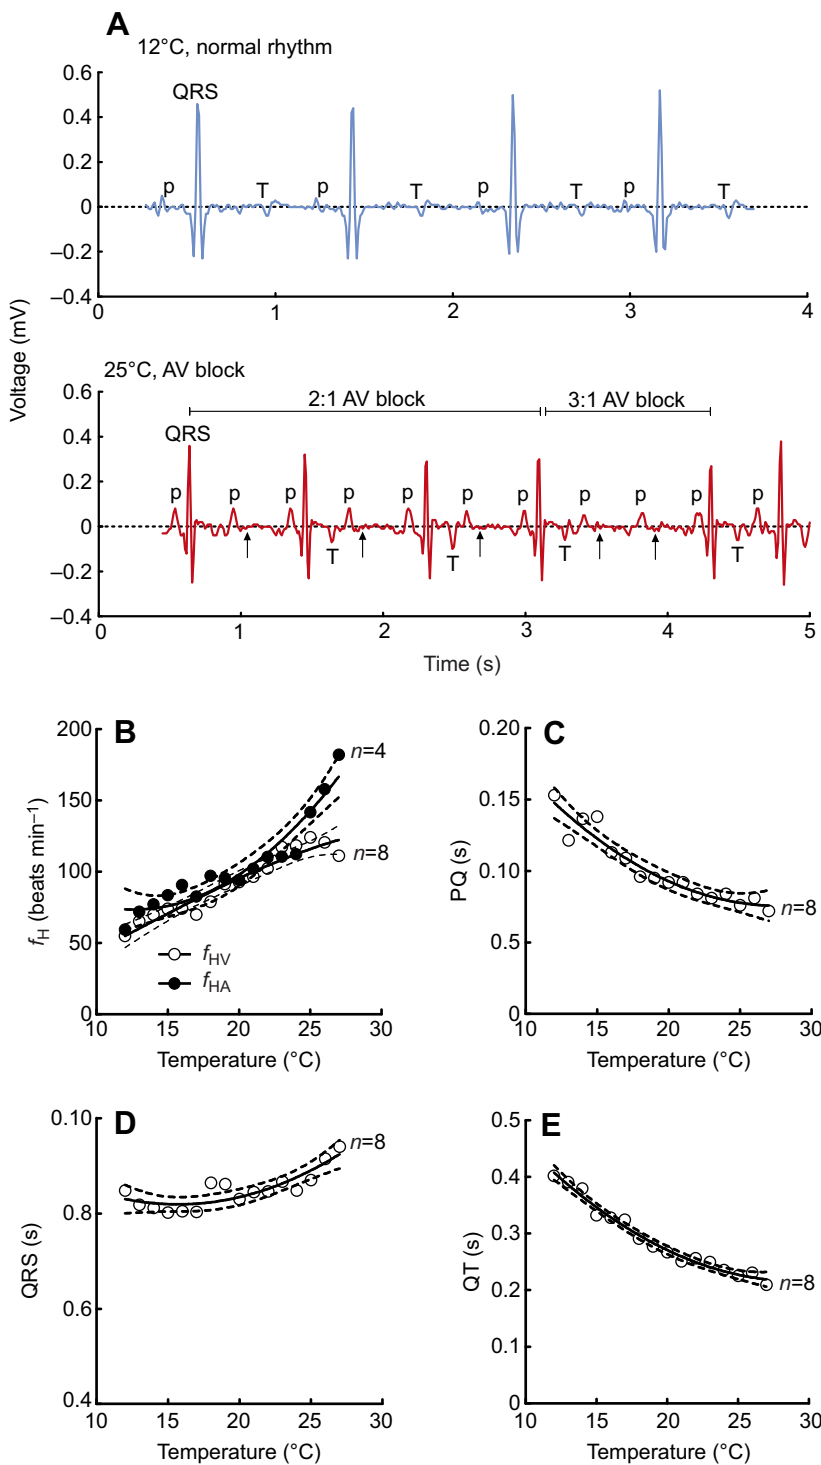 A
12°C, normal rhythm
0.6
QRS
0.4
0.2
p T p T p T p T
0
–0.2
–0.4
0 1 2 3 4
Voltage (mV)
25°C, AV block
0.6
2:1 AV block 3:1 AV block
0.4
QRS
0.2
p p p p p p p p p p p
0
T T T T
–0.2
–0.4
0 1 2 3 4 5
Time (s)
B
200
n=4
150
100
n=8
50
fHV
fHA
0
10 15 20 25 30
fH (beats min–1)
Temperature (°C)
C
0.20
0.15
0.10
n=8
0.5
0
10 15 20 25 30
PQ (s)
Temperature (°C)
D
0.10
n=8
0.8
0.6
0.4
10 15 20 25 30
QRS (s)
Temperature (°C)
E
0.5
0.4
0.3
0.2
n=8
0.1
0
10 15 20 25 30
QT (s)
Temperature (°C)